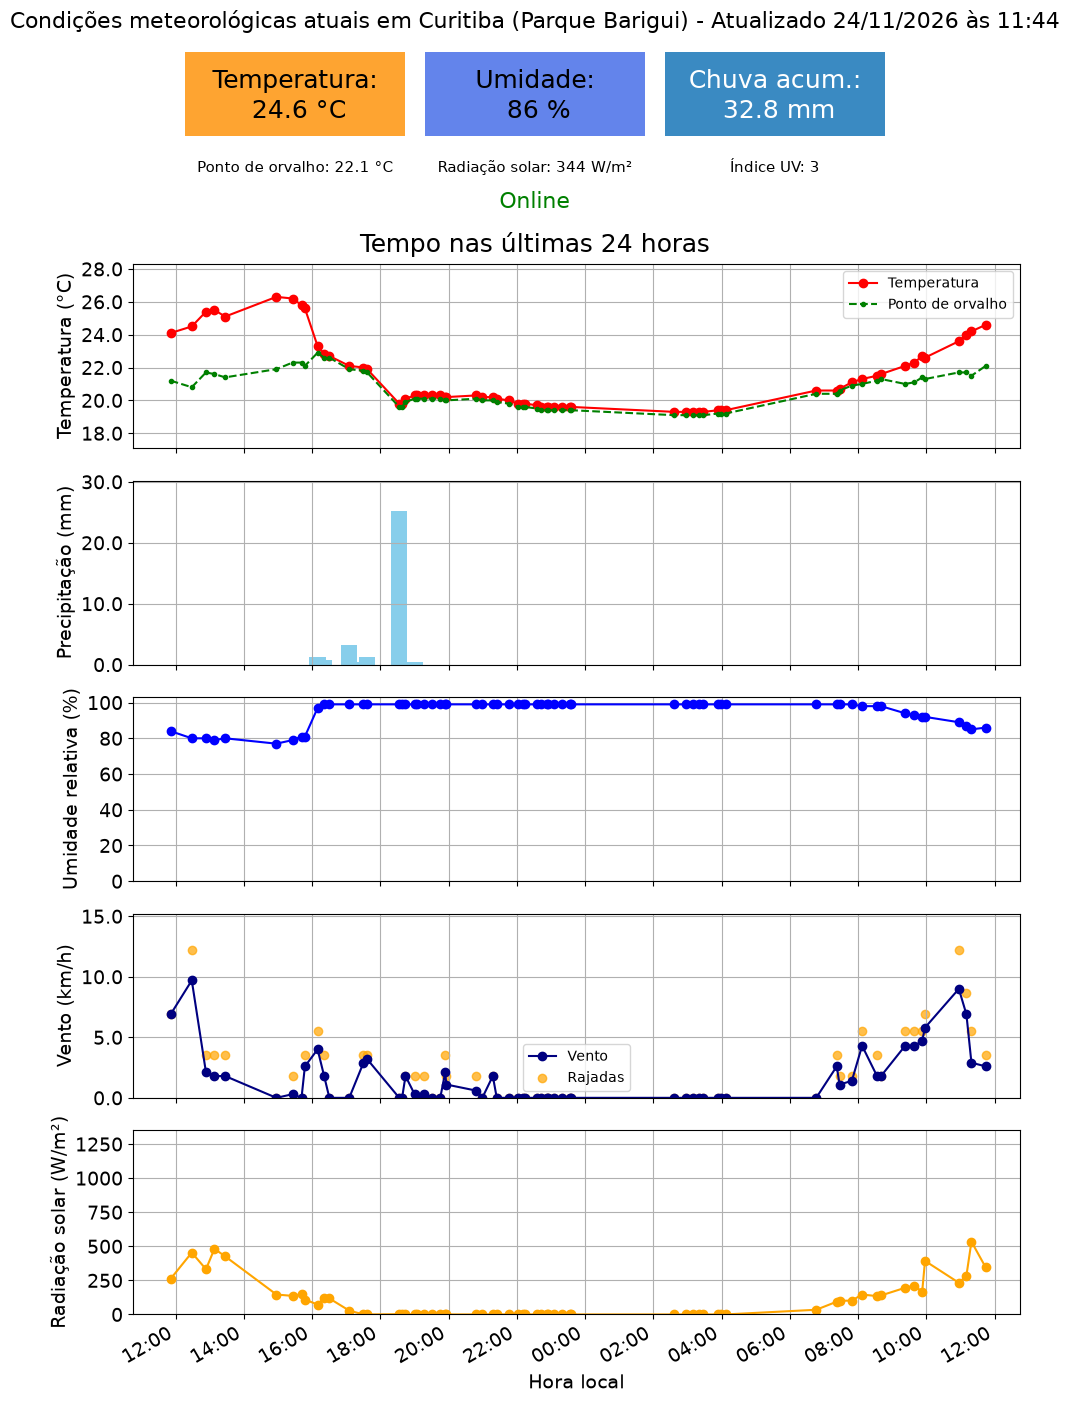 Condições meteorológicas atuais em Curitiba (Parque Barigui) - Atualizado 24/11/2026 às 11:44
Temperatura:
24.6 °C
Umidade:
86 %
Chuva acum.:
32.8 mm
Ponto de orvalho: 22.1 °C
Radiação solar: 344 W/m²
Índice UV: 3
Online
Tempo nas últimas 24 horas
Temperatura (°C)
28.0
26.0
24.0
22.0
20.0
18.0
Temperatura
Ponto de orvalho
Precipitação (mm)
30.0
20.0
10.0
0.0
Umidade relativa (%)
100
80
60
40
20
0
Vento (km/h)
15.0
10.0
5.0
0.0
Vento
Rajadas
Radiação solar (W/m²)
1250
1000
750
500
250
0
12:00
14:00
16:00
18:00
20:00
22:00
00:00
02:00
04:00
06:00
08:00
10:00
12:00
Hora local